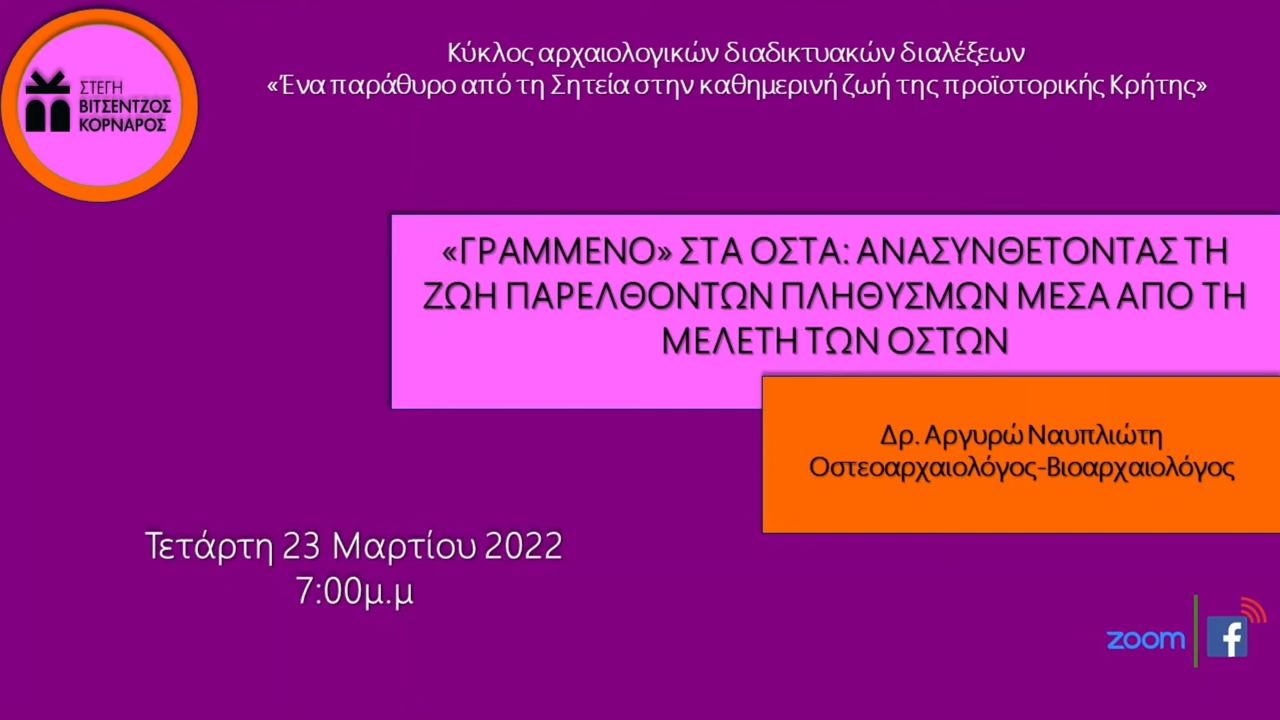 ΣΤΕΓΗ
ΒΙΤΣΕΝΤΖΟΣ
ΚΟΡΝΑΡΟΣ
Κύκλος αρχαιολογικών διαδικτυακών διαλέξεων
«Ένα παράθυρο από τη Σητεία στην καθημερινή ζωή της προϊστορικής Κρήτης»
«ΓΡΑΜΜΕΝΟ» ΣΤΑ ΟΣΤΑ: ΑΝΑΣΥΝΘΕΤΟΝΤΑΣ ΤΗ
ΖΩΗ ΠΑΡΕΛΘΟΝΤΩΝ ΠΛΗΘΥΣΜΩΝ ΜΕΣΑ ΑΠΟ ΤΗ
ΜΕΛΕΤΗ ΤΩΝ ΟΣΤΩΝ
Δρ. Αργυρώ Ναυπλιώτη
Οστεοαρχαιολόγος-Βιοαρχαιολόγος
Τετάρτη 23 Μαρτίου 2022
7:00μ.μ
zoom
f